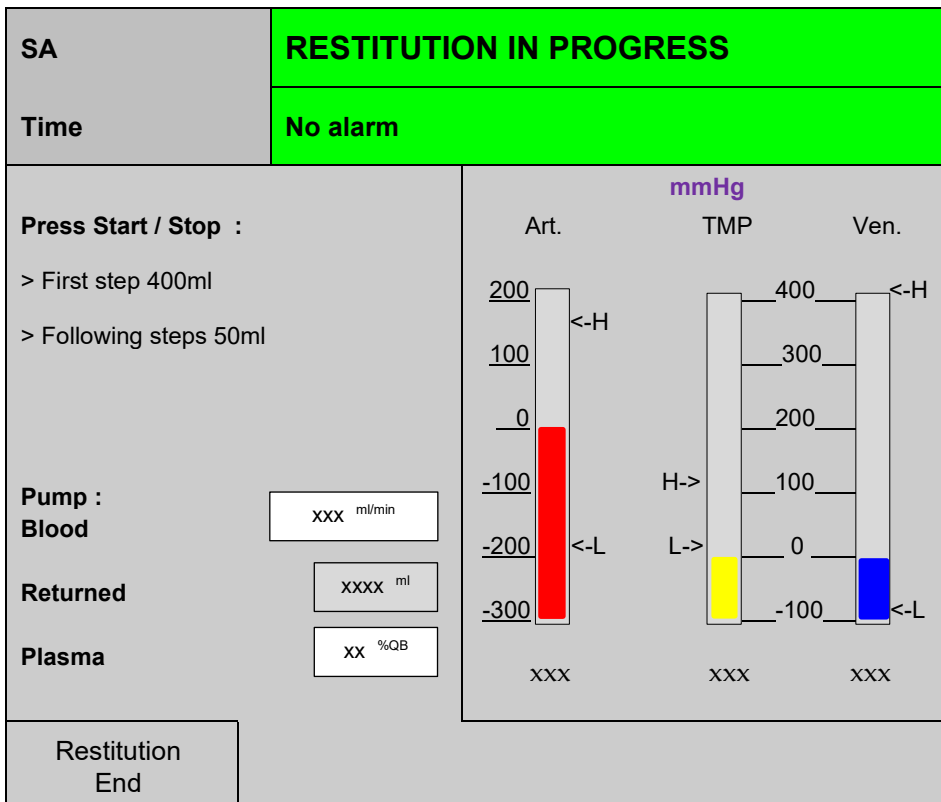 SA
RESTITUTION IN PROGRESS
Time
No alarm
Press Start / Stop :
> First step 400ml
> Following steps 50ml
Pump :
Blood
xxx ml/min
Returned
xxxx ml
Plasma
xx %QB
mmHg
Art. TMP Ven.
200 400 <-H
<-H
100 300
0 200
-100 H-> 100
-200 <-L L-> 0
-300 -100 <-L
xxx xxx xxx
Restitution
End